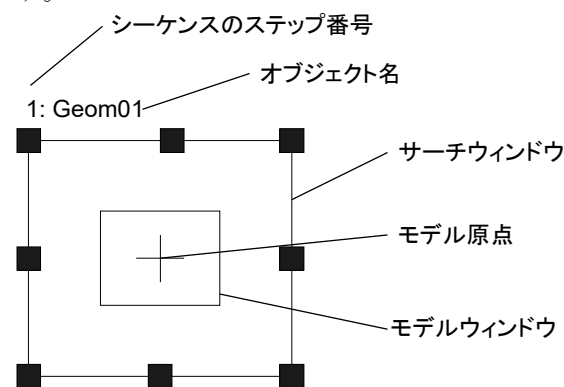 シーケンスのステップ番号
オブジェクト名
1: Geom01
サーチウィンドウ
モデル原点
モデルウィンドウ